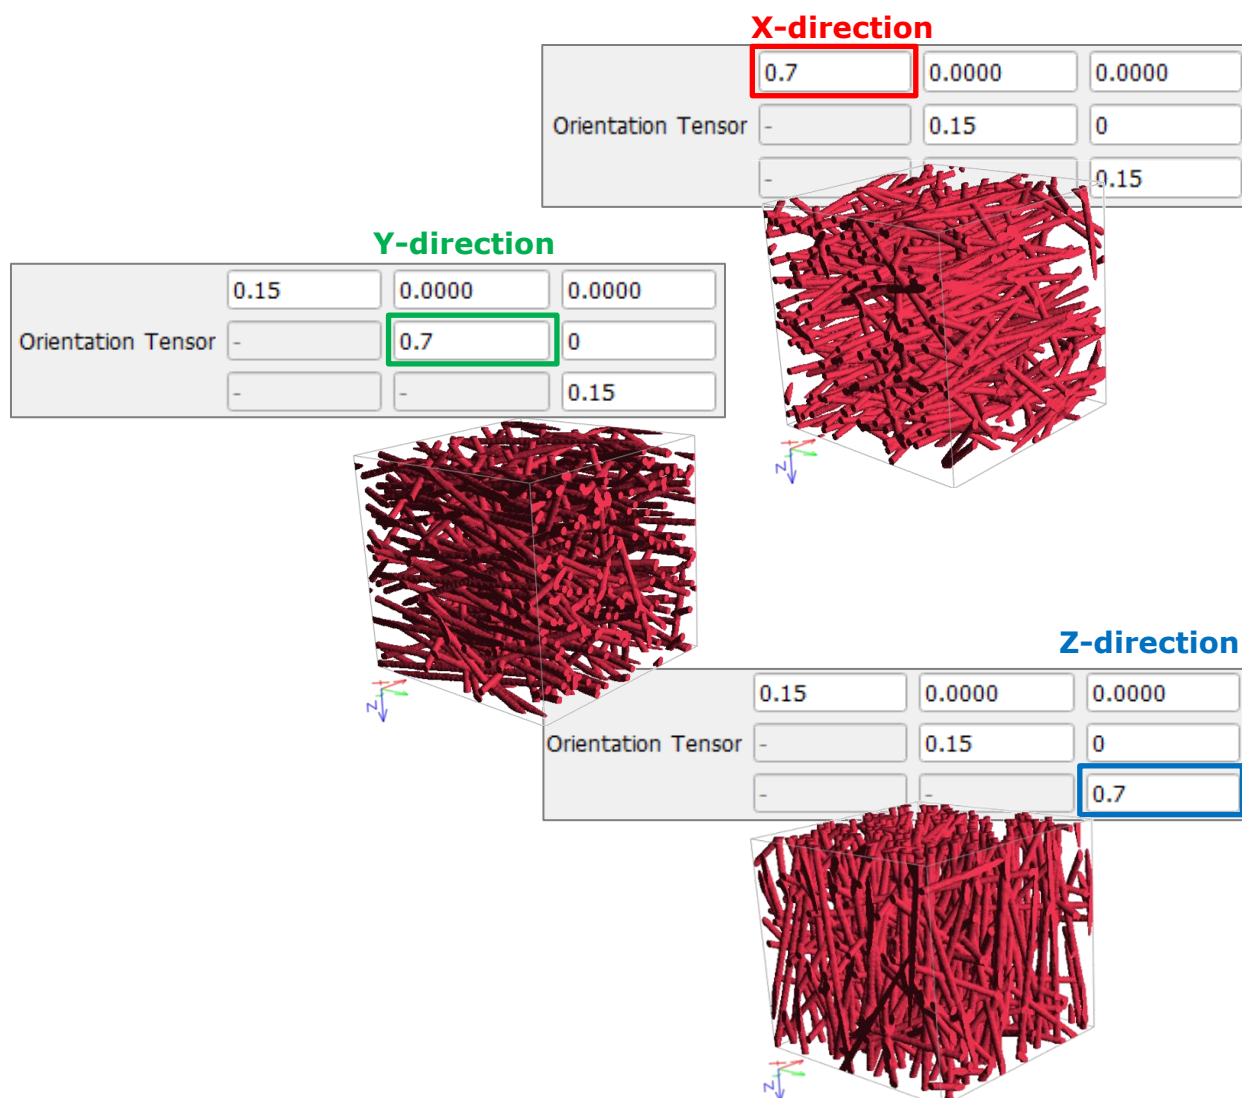 X-direction
0.7 0.0000 0.0000
Orientation Tensor - 0.15 0
- 0.15
Y-direction
0.15 0.0000 0.0000
Orientation Tensor - 0.7 0
- - 0.15
Z
Z-direction
0.15 0.0000 0.0000
Orientation Tensor - 0.15 0
- - 0.7
Z
Z